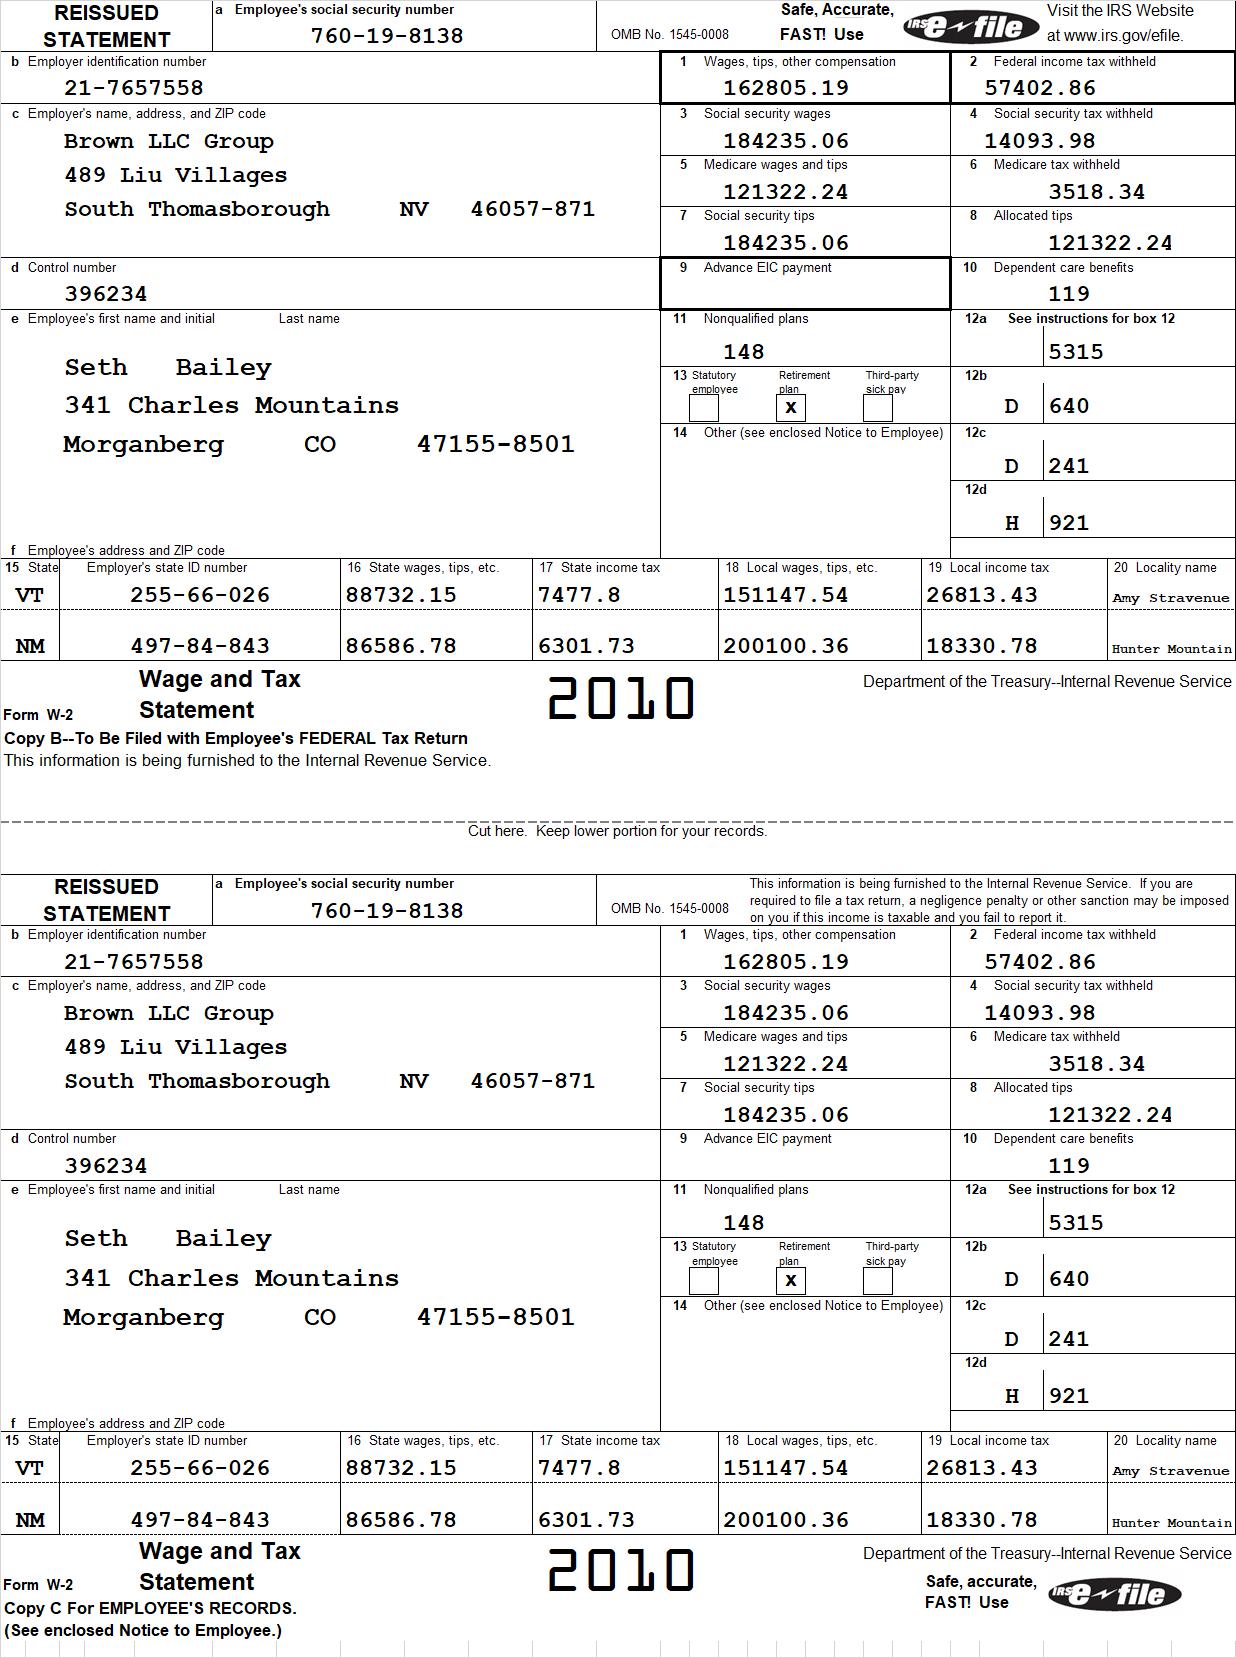 REISSUED STATEMENT
a Employee's social security number
760-19-8138
OMB No. 1545-0008
Safe, Accurate, FAST! Use
IRS e-file
Visit the IRS Website at www.irs.gov/efile.
b Employer identification number
21-7657558
1 Wages, tips, other compensation
162805.19
2 Federal income tax withheld
57402.86
c Employer's name, address, and ZIP code
Brown LLC Group
489 Liu Villages
South Thomasborough NV 46057-871
3 Social security wages
184235.06
4 Social security tax withheld
14093.98
5 Medicare wages and tips
121322.24
6 Medicare tax withheld
3518.34
7 Social security tips
184235.06
8 Allocated tips
121322.24
d Control number
396234
9 Advance EIC payment
10 Dependent care benefits
119
e Employee's first name and initial Last name
Seth Bailey
341 Charles Mountains
Morganberg CO 47155-8501
11 Nonqualified plans
148
12a See instructions for box 12
5315
13 Statutory employee Retirement plan Third-party sick pay
X
12b
D 640
14 Other (see enclosed Notice to Employee)
12c
D 241
12d
H 921
f Employee's address and ZIP code
15 State Employer's state ID number 16 State wages, tips, etc. 17 State income tax 18 Local wages, tips, etc. 19 Local income tax 20 Locality name
VT 255-66-026 88732.15 7477.8 151147.54 26813.43 Amy Stravenue
NM 497-84-843 86586.78 6301.73 200100.36 18330.78 Hunter Mountain
Form W-2 Wage and Tax Statement
2010
Department of the Treasury--Internal Revenue Service
Copy B--To Be Filed with Employee's FEDERAL Tax Return
This information is being furnished to the Internal Revenue Service.
Cut here. Keep lower portion for your records.
REISSUED STATEMENT
a Employee's social security number
760-19-8138
OMB No. 1545-0008
This information is being furnished to the Internal Revenue Service. If you are
required to file a tax return, a negligence penalty or other sanction may be imposed
on you if this income is taxable and you fail to report it.
b Employer identification number
21-7657558
1 Wages, tips, other compensation
162805.19
2 Federal income tax withheld
57402.86
c Employer's name, address, and ZIP code
Brown LLC Group
489 Liu Villages
South Thomasborough NV 46057-871
3 Social security wages
184235.06
4 Social security tax withheld
14093.98
5 Medicare wages and tips
121322.24
6 Medicare tax withheld
3518.34
7 Social security tips
184235.06
8 Allocated tips
121322.24
d Control number
396234
9 Advance EIC payment
10 Dependent care benefits
119
e Employee's first name and initial Last name
Seth Bailey
341 Charles Mountains
Morganberg CO 47155-8501
11 Nonqualified plans
148
12a See instructions for box 12
5315
13 Statutory employee Retirement plan Third-party sick pay
X
12b
D 640
14 Other (see enclosed Notice to Employee)
12c
D 241
12d
H 921
f Employee's address and ZIP code
15 State Employer's state ID number 16 State wages, tips, etc. 17 State income tax 18 Local wages, tips, etc. 19 Local income tax 20 Locality name
VT 255-66-026 88732.15 7477.8 151147.54 26813.43 Amy Stravenue
NM 497-84-843 86586.78 6301.73 200100.36 18330.78 Hunter Mountain
Form W-2 Wage and Tax Statement
2010
Department of the Treasury--Internal Revenue Service
Safe, accurate, FAST! Use
IRS e-file
Copy C For EMPLOYEE'S RECORDS.
(See enclosed Notice to Employee.)